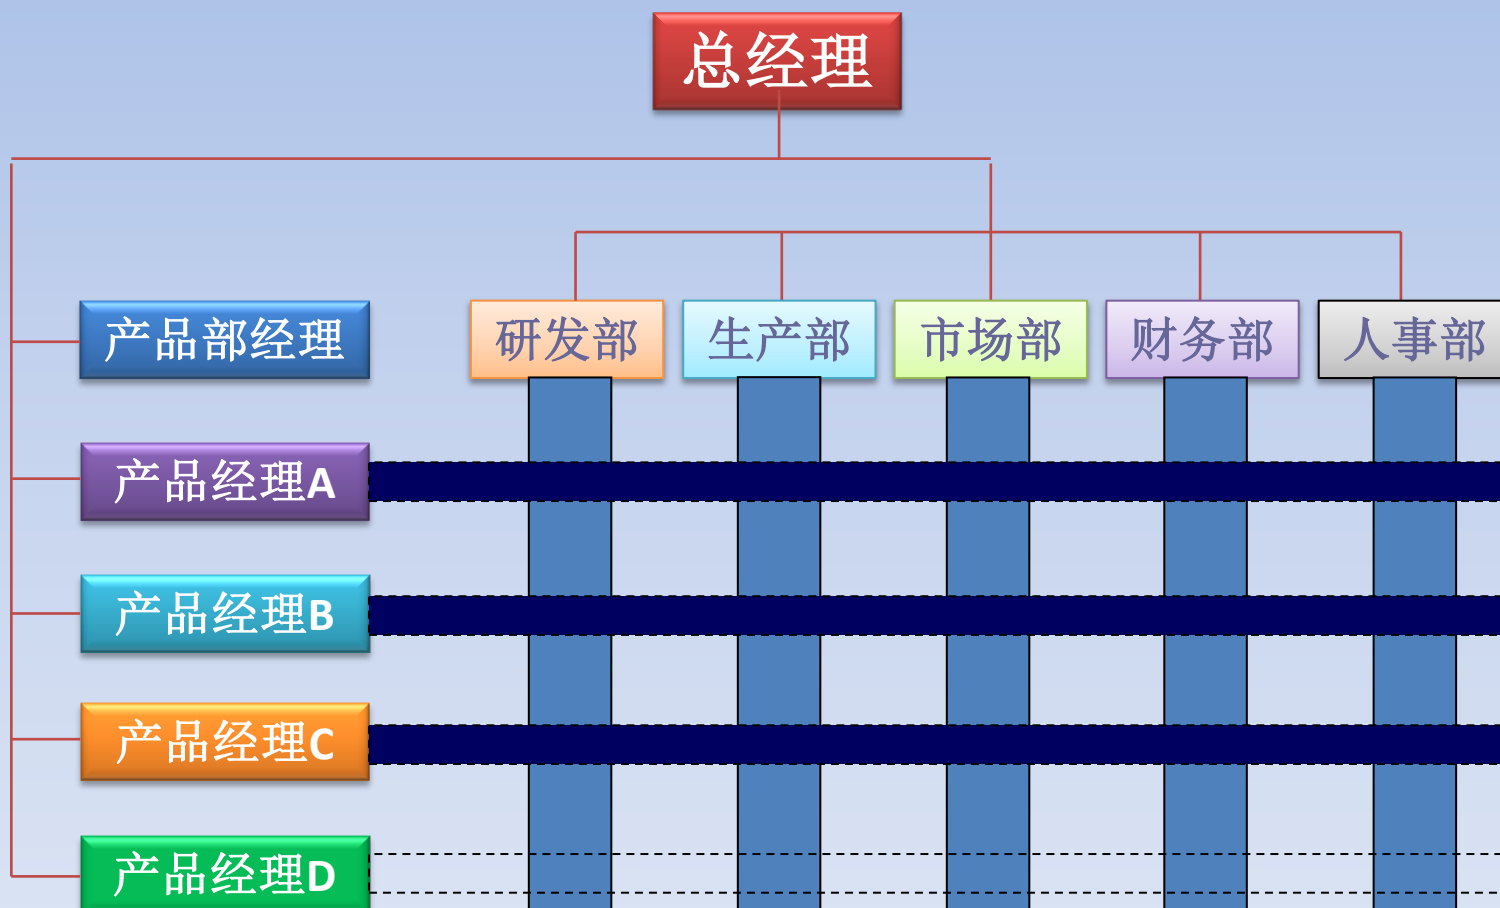 总经理
产品部经理
研发部
生产部
市场部
财务部
人事部
产品经理A
产品经理B
产品经理C
产品经理D